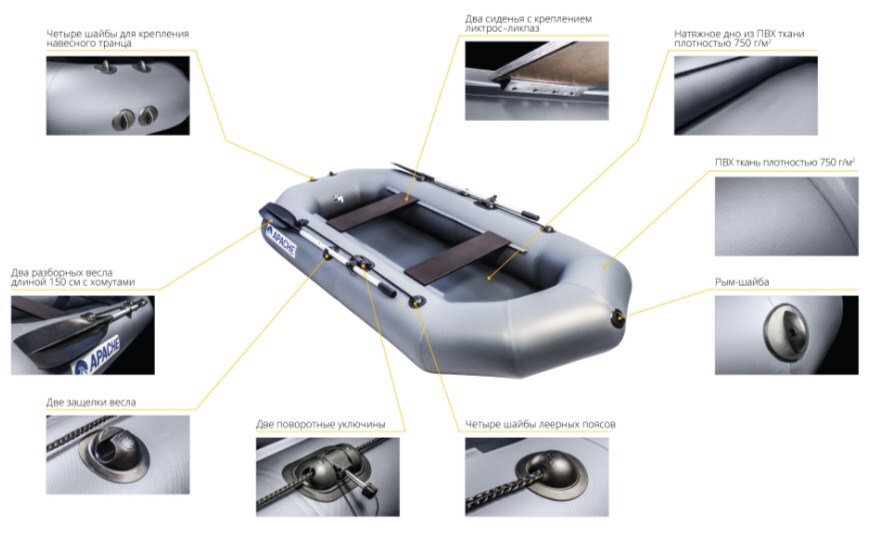 Четыре шайбы для крепления
навесного транца
Два сиденья с креплением
ликтрос–ликпаз
Натяжное дно из ПВХ ткани
плотностью 750 г/м²
ПВХ ткань плотностью 750 г/м²
Два разборных весла
длиной 150 см с хомутами
Рым-шайба
APACHE
APACHE
Две защелки весла
Две поворотные уключины
Четыре шайбы леерных поясов